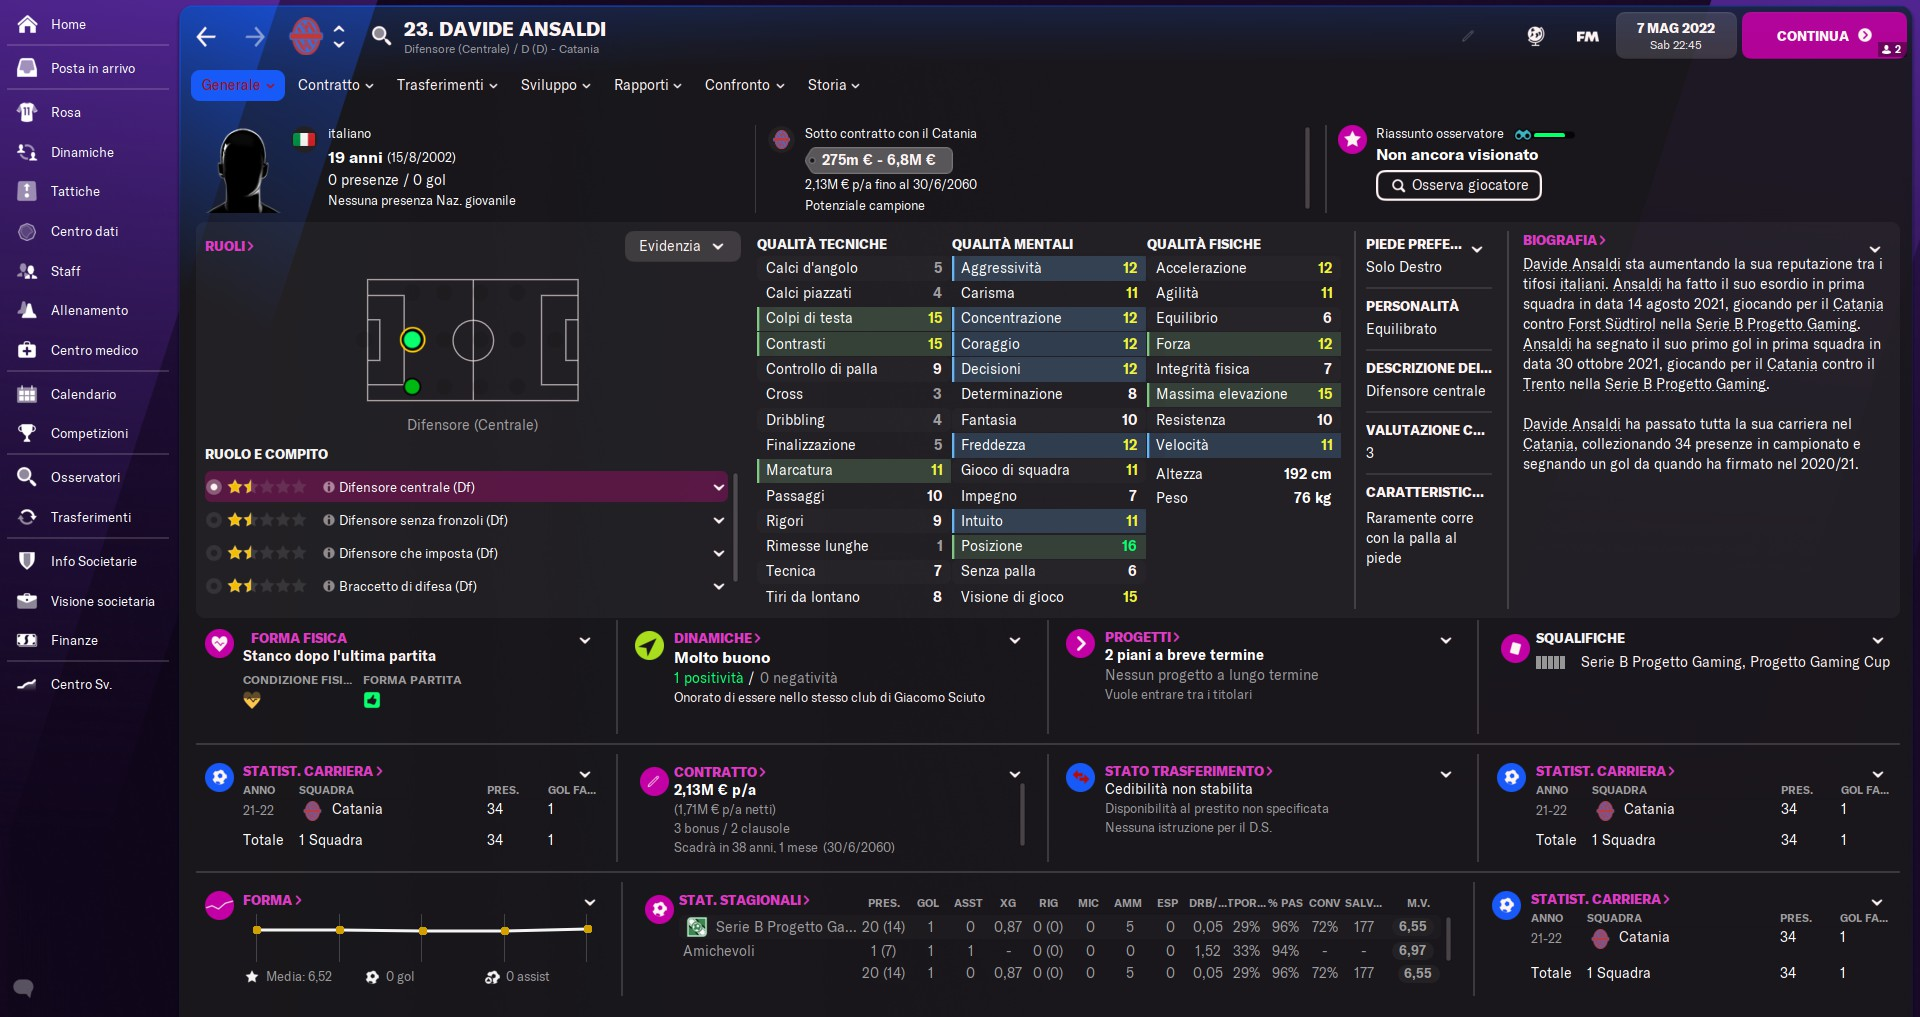 Home
Posta in arrivo
Rosa
Dinamiche
Tattiche
Centro dati
Staff
Allenamento
Centro medico
Calendario
Competizioni
Osservatori
Trasferimenti
Info Societarie
Visione societaria
Finanze
Centro Sv.
23. DAVIDE ANSALDI
Difensore (Centrale) / D (D) - Catania
FM
7 MAG 2022
Sab 22:45
CONTINUA
2
Generale Contratto Trasferimenti Sviluppo Rapporti Confronto Storia
italiano
19 anni (15/8/2002)
0 presenze / 0 gol
Nessuna presenza Naz. giovanile
Sotto contratto con il Catania
275m € - 6,8M €
2,13M € p/a fino al 30/6/2060
Potenziale campione
Riassunto osservatore
Non ancora visionato
Osserva giocatore
RUOLI
Evidenzia
Difensore (Centrale)
RUOLO E COMPITO
Difensore centrale (Df)
Difensore senza fronzoli (Df)
Difensore che imposta (Df)
Braccetto di difesa (Df)
QUALITÀ TECNICHE
Calci d'angolo 5
Calci piazzati 4
Colpi di testa 15
Contrasti 15
Controllo di palla 9
Cross 3
Dribbling 4
Finalizzazione 5
Marcatura 11
Passaggi 10
Rigori 9
Rimesse lunghe 1
Tecnica 7
Tiri da lontano 8
QUALITÀ MENTALI
Aggressività 12
Carisma 11
Concentrazione 12
Coraggio 12
Decisioni 12
Determinazione 8
Fantasia 10
Freddezza 12
Gioco di squadra 11
Impegno 7
Intuito 11
Posizione 16
Senza palla 6
Visione di gioco 15
QUALITÀ FISICHE
Accelerazione 12
Agilità 11
Equilibrio 6
Forza 12
Integrità fisica 7
Massima elevazione 15
Resistenza 10
Velocità 11
Altezza 192 cm
Peso 76 kg
PIEDE PREFE...
Solo Destro
PERSONALITÀ
Equilibrato
DESCRIZIONE DEI...
Difensore centrale
VALUTAZIONE C...
3
CARATTERISTIC...
Raramente corre
con la palla al
piede
BIOGRAFIA
Davide Ansaldi sta aumentando la sua reputazione tra i
tifosi italiani. Ansaldi ha fatto il suo esordio in prima
squadra in data 14 agosto 2021, giocando per il Catania
contro Forst Südtirol nella Serie B Progetto Gaming.
Ansaldi ha segnato il suo primo gol in prima squadra in
data 30 ottobre 2021, giocando per il Catania contro il
Trento nella Serie B Progetto Gaming.
Davide Ansaldi ha passato tutta la sua carriera nel
Catania, collezionando 34 presenze in campionato e
segnando un gol da quando ha firmato nel 2020/21.
FORMA FISICA
Stanco dopo l'ultima partita
CONDIZIONE FISI... FORMA PARTITA
DINAMICHE
Molto buono
1 positività / 0 negatività
Onorato di essere nello stesso club di Giacomo Sciuto
PROGETTI
2 piani a breve termine
Nessun progetto a lungo termine
Vuole entrare tra i titolari
SQUALIFICHE
Serie B Progetto Gaming, Progetto Gaming Cup
STATIST. CARRIERA
ANNO SQUADRA PRES. GOL FA...
21-22 Catania 34 1
Totale 1 Squadra 34 1
CONTRATTO
2,13M € p/a
(1,71M € p/a netti)
3 bonus / 2 clausole
Scadrà in 38 anni, 1 mese (30/6/2060)
STATO TRASFERIMENTO
Cedibilità non stabilita
Disponibilità al prestito non specificata
Nessuna istruzione per il D.S.
STATIST. CARRIERA
ANNO SQUADRA PRES. GOL FA...
21-22 Catania 34 1
Totale 1 Squadra 34 1
FORMA
Media: 6,52 0 gol 0 assist
STAT. STAGIONALI PRES. GOL ASST XG RIG MIC AMM ESP DRB/... TPOR... % PAS CONV SALV... M.V.
Serie B Progetto Ga... 20 (14) 1 0 0,87 0 (0) 0 5 0 0,05 29% 96% 72% 177 6,55
Amichevoli 1 (7) 1 1 - 0 (0) 0 0 0 1,52 33% 94% - - 6,97
20 (14) 1 0 0,87 0 (0) 0 5 0 0,05 29% 96% 72% 177 6,55
STATIST. CARRIERA
ANNO SQUADRA PRES. GOL FA...
21-22 Catania 34 1
Totale 1 Squadra 34 1